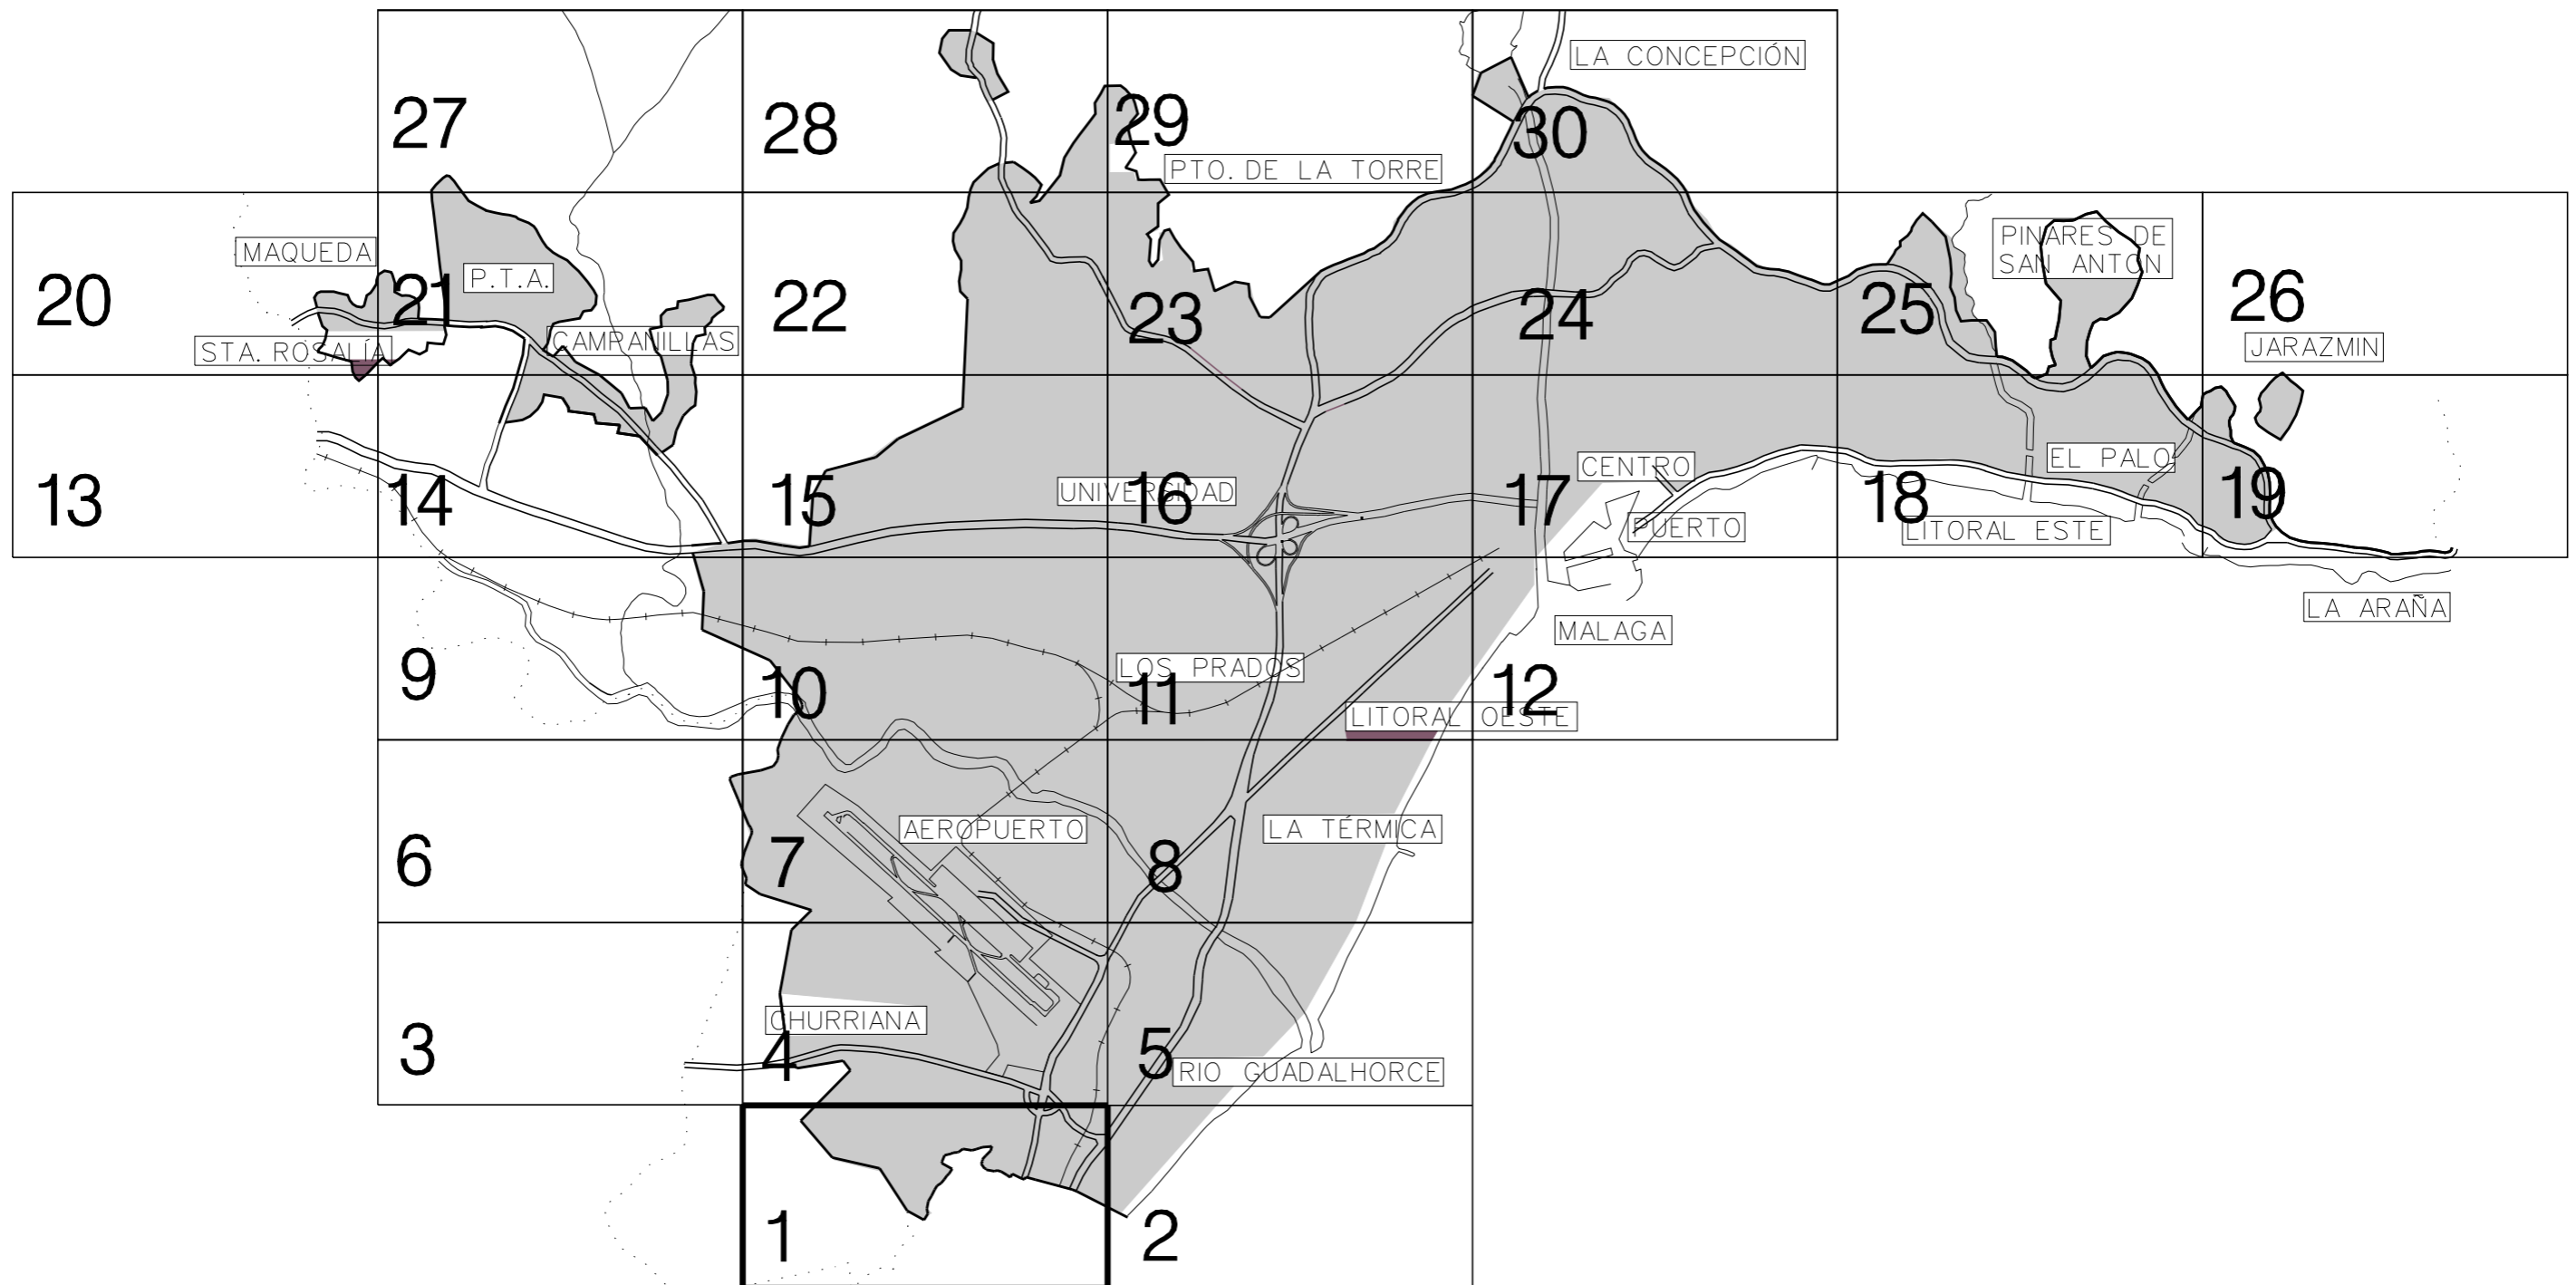 LA CONCEPCIÓN
27
28
29
30
PTO. DE LA TORRE
MAQUEDA
P.T.A.
PINARES DE
SAN ANTÓN
20
21
22
23
24
25
26
STA. ROSALÍA
CAMPANILLAS
JARAZMIN
CENTRO
EL PALO
13
14
15
UNIVERSIDAD
16
17
18
19
PUERTO
LITORAL ESTE
LA ARAÑA
MALAGA
9
10
LOS PRADOS
11
12
LITORAL OESTE
AEROPUERTO
LA TÉRMICA
6
7
8
CHURRIANA
3
4
5
RIO GUADALHORCE
1
2